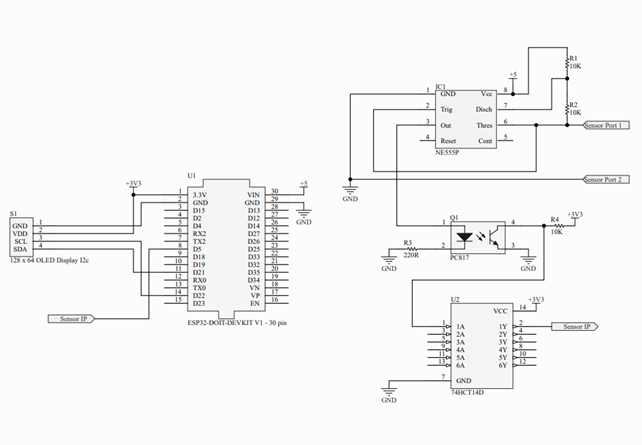 S1
GND 1
VDD 2
SCL 3
SDA 4
128 x 64 OLED Display I2c
+3V3
U1
1 3.3V VIN 30
2 GND GND 29
3 D15 D13 28
4 D2 D12 27
5 D4 D14 26
6 RX2 D27 25
7 TX2 D26 24
8 D5 D25 23
9 D18 D33 22
10 D19 D32 21
11 D21 D35 20
12 RX0 D34 19
13 TX0 VN 18
14 D22 VP 17
15 D23 EN 16
ESP32-DOIT-DEVKIT V1 - 30 pin
+5
GND
Sensor IP
IC1
1 GND Vcc 8
2 Trig Disch 7
3 Out Thres 6
4 Reset Cont 5
NE555P
+5
R1
10K
R2
10K
Sensor Port 1
Sensor Port 2
GND
Q1
1 4
2 3
PC817
R3
220R
GND
GND
R4
10K
+3V3
U2
+3V3
VCC 14
1 1A 1Y 2
3 2A 2Y 4
5 3A 3Y 6
9 4A 4Y 8
11 5A 5Y 10
13 6A 6Y 12
7 GND
74HCT14D
GND
Sensor IP